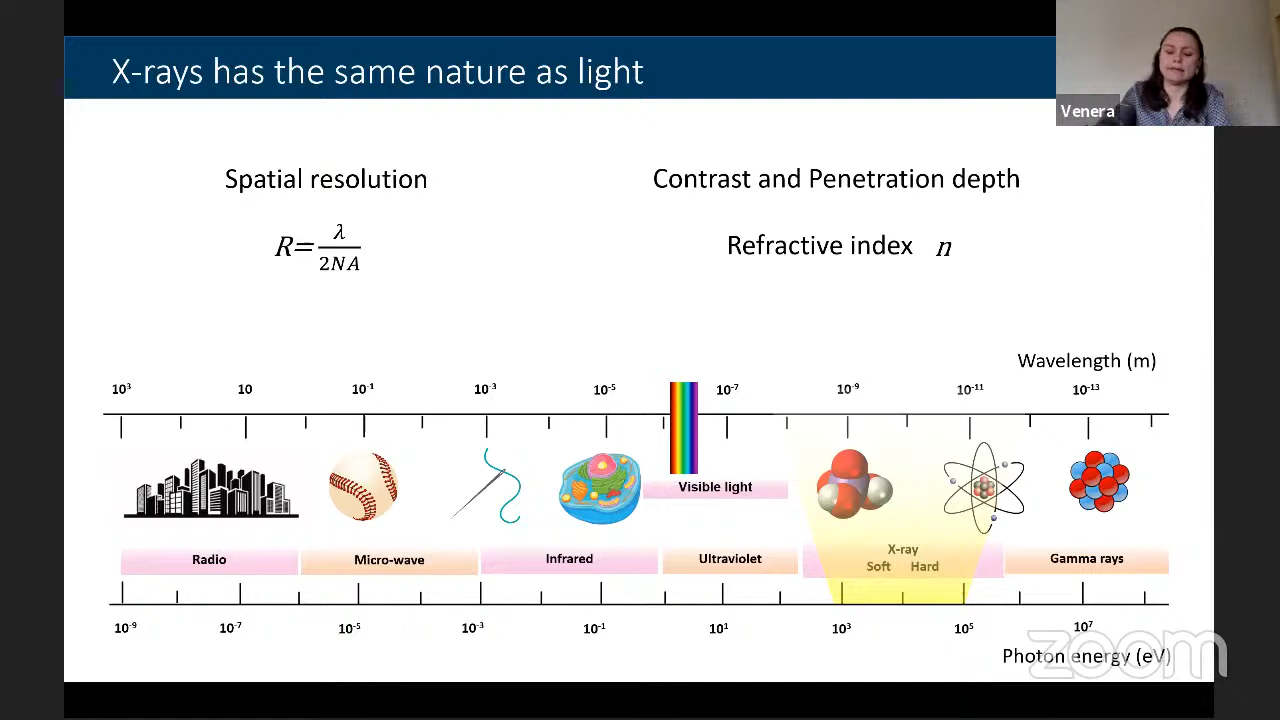 X-rays has the same nature as light
Venera
Spatial resolution
Contrast and Penetration depth
R=λ/2NA
Refractive index n
Wavelength (m)
10³ 10 10⁻¹ 10⁻³ 10⁻⁵ 10⁻⁷ 10⁻⁹ 10⁻¹¹ 10⁻¹³
Visible light
Radio Micro-wave Infrared Ultraviolet X-ray Gamma rays
Soft Hard
10⁻⁹ 10⁻⁷ 10⁻⁵ 10⁻³ 10⁻¹ 10¹ 10³ 10⁵ 10⁷
Photon energy (eV)
zoom